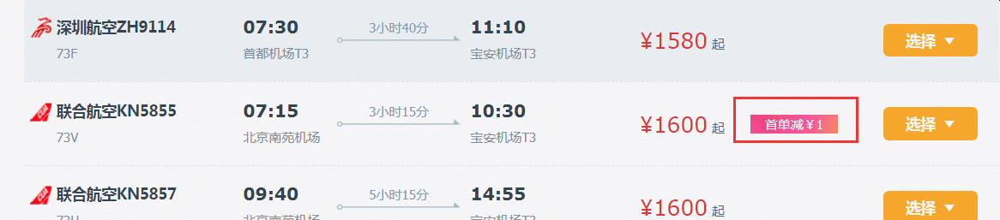 深圳航空ZH9114 07:30 3小时40分 11:10 ¥1580 起 选择
73F 首都机场T3 宝安机场T3
联合航空KN5855 07:15 3小时15分 10:30 ¥1600 起 首单减￥1 选择
73V 北京南苑机场 宝安机场T3
联合航空KN5857 09:40 5小时15分 14:55 ¥1600 起 选择
北京南苑机场 宝安机场T3